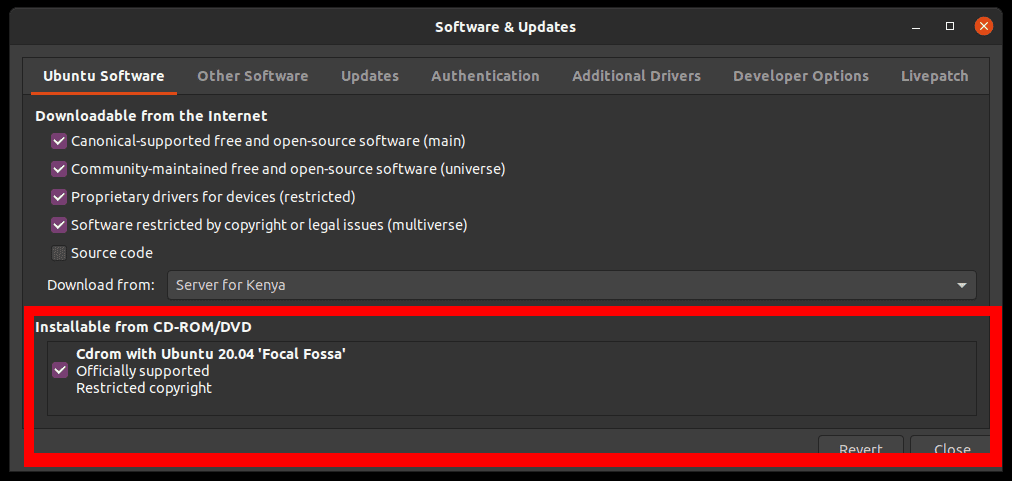 Software & Updates
Ubuntu Software Other Software Updates Authentication Additional Drivers Developer Options Livepatch
Downloadable from the Internet
Canonical-supported free and open-source software (main)
Community-maintained free and open-source software (universe)
Proprietary drivers for devices (restricted)
Software restricted by copyright or legal issues (multiverse)
Source code
Download from: Server for Kenya
Installable from CD-ROM/DVD
Cdrom with Ubuntu 20.04 'Focal Fossa'
Officially supported
Restricted copyright
Revert Close